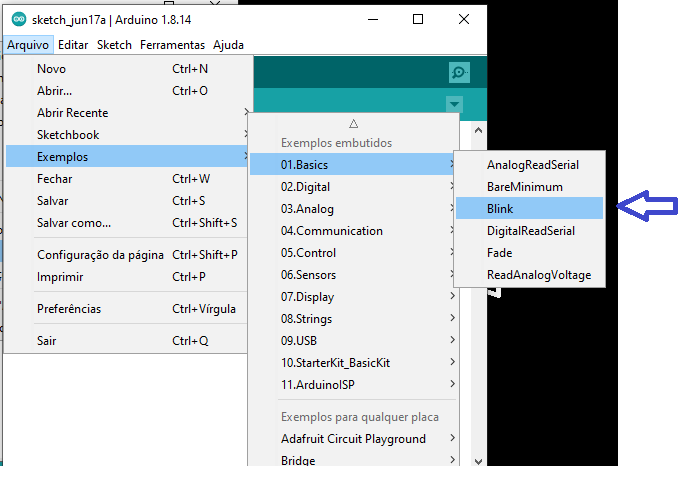 sketch_jun17a | Arduino 1.8.14
Arquivo Editar Sketch Ferramentas Ajuda
Novo Ctrl+N
Abrir... Ctrl+O
Abrir Recente
Sketchbook
Exemplos
Fechar Ctrl+W
Salvar Ctrl+S
Salvar como... Ctrl+Shift+S
Configuração da página Ctrl+Shift+P
Imprimir Ctrl+P
Preferências Ctrl+Vírgula
Sair Ctrl+Q
Exemplos embutidos
01.Basics
02.Digital
03.Analog
04.Communication
05.Control
06.Sensors
07.Display
08.Strings
09.USB
10.StarterKit_BasicKit
11.ArduinoISP
Exemplos para qualquer placa
Adafruit Circuit Playground
Bridge
AnalogReadSerial
BareMinimum
Blink
DigitalReadSerial
Fade
ReadAnalogVoltage